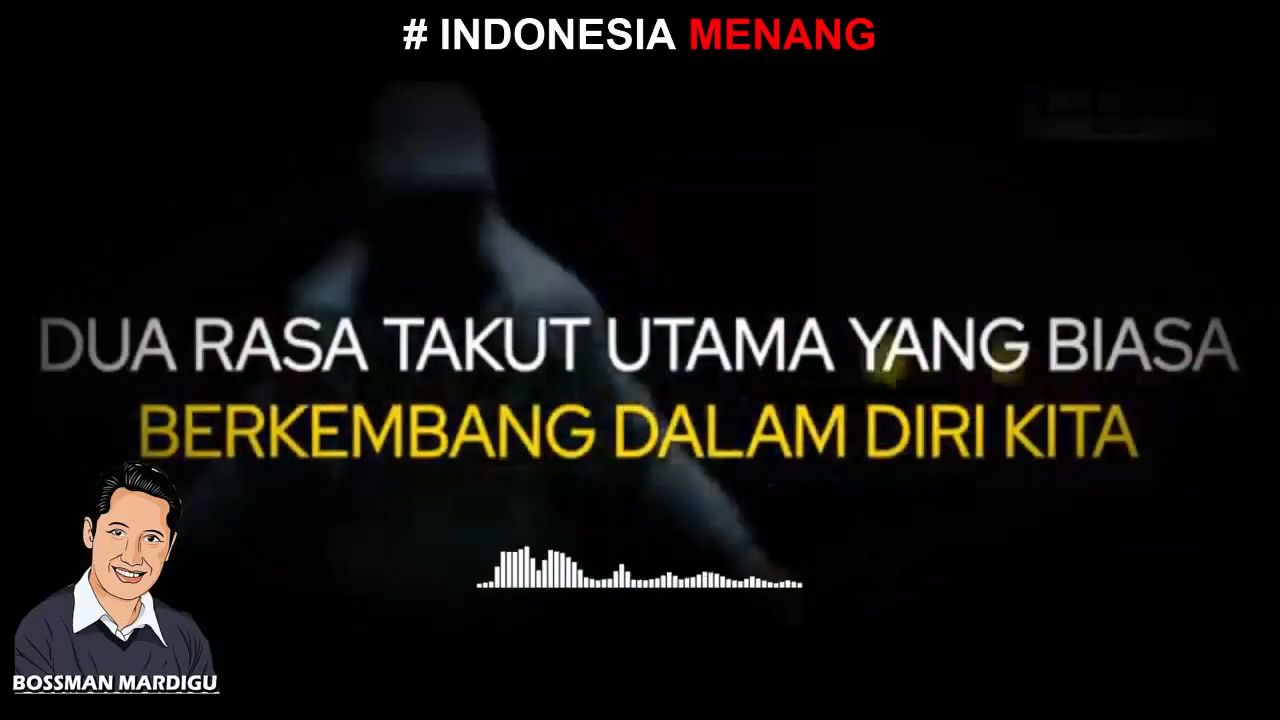 # INDONESIA MENANG
DUA RASA TAKUT UTAMA YANG BIASA
BERKEMBANG DALAM DIRI KITA
BOSSMAN MARDIGU